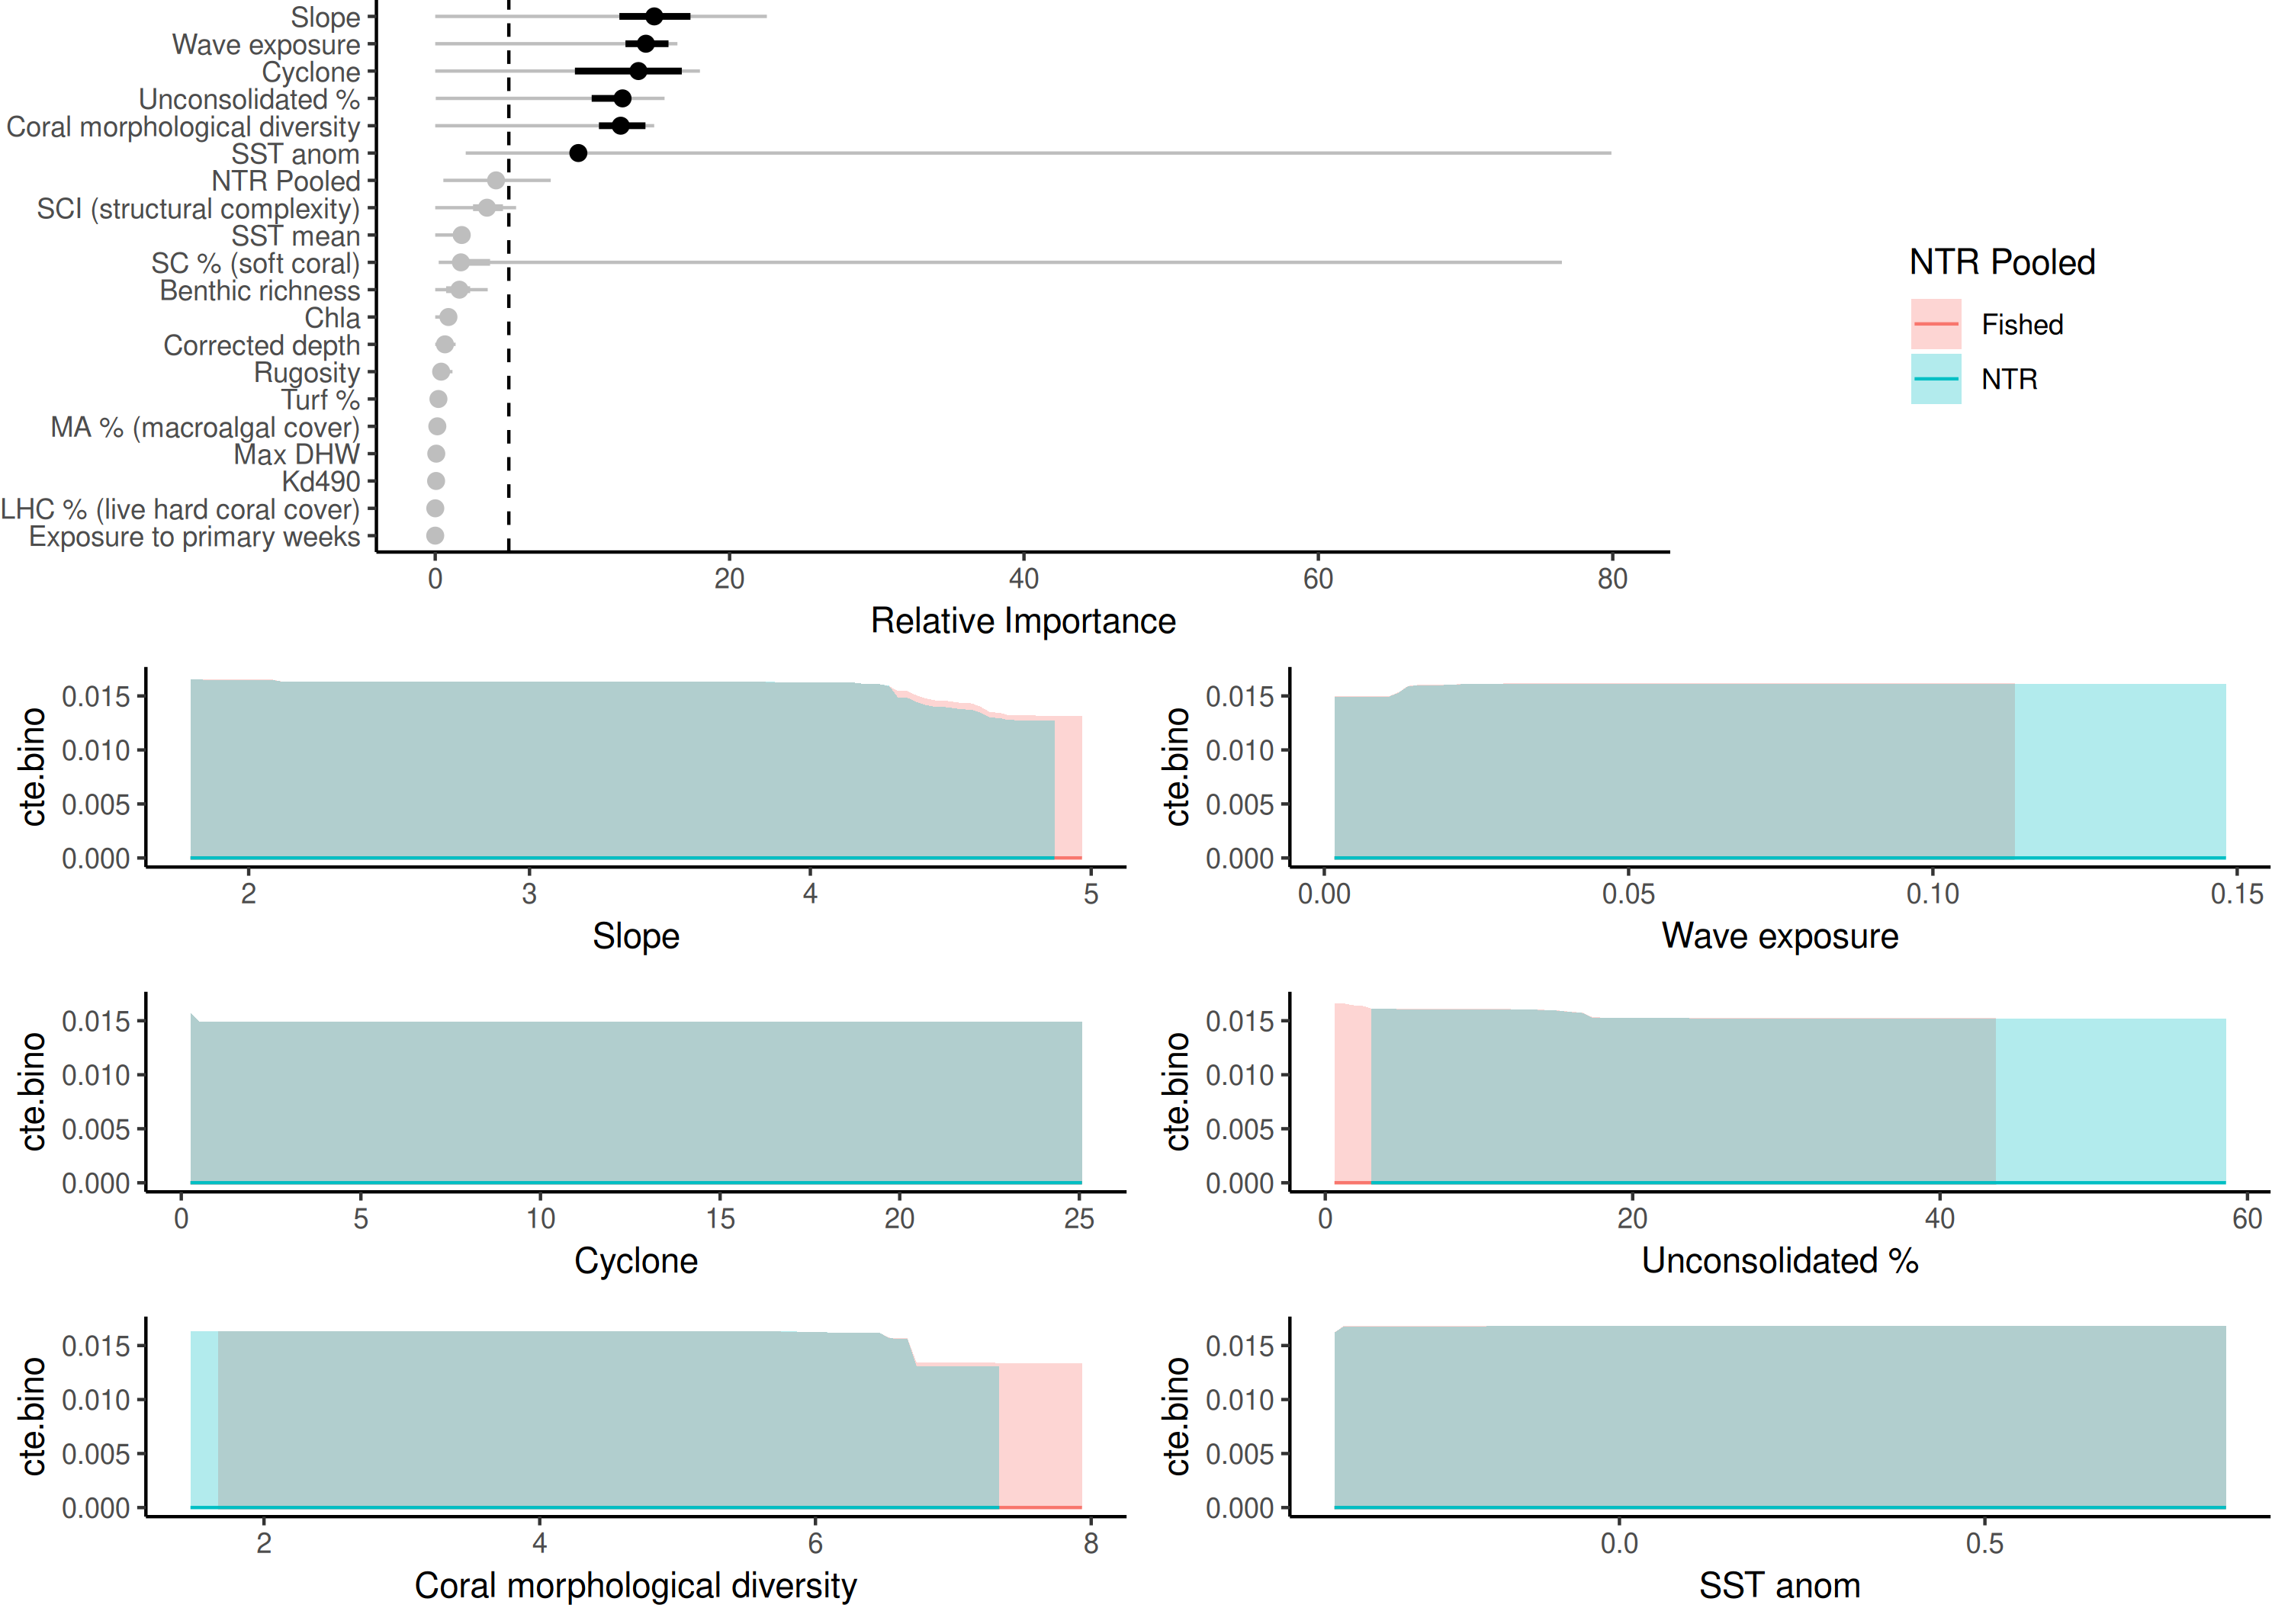 Slope
Wave exposure
Cyclone
Unconsolidated %
Coral morphological diversity
SST anom
NTR Pooled
SCI (structural complexity)
SST mean
SC % (soft coral)
Benthic richness
Chla
Corrected depth
Rugosity
Turf %
MA % (macroalgal cover)
Max DHW
Kd490
LHC % (live hard coral cover)
Exposure to primary weeks
0 20 40 60 80
Relative Importance
NTR Pooled
Fished
NTR
cte.bino
0.015
0.010
0.005
0.000
2 3 4 5
Slope
cte.bino
0.015
0.010
0.005
0.000
0.00 0.05 0.10 0.15
Wave exposure
cte.bino
0.015
0.010
0.005
0.000
0 5 10 15 20 25
Cyclone
cte.bino
0.015
0.010
0.005
0.000
0 20 40 60
Unconsolidated %
cte.bino
0.015
0.010
0.005
0.000
2 4 6 8
Coral morphological diversity
cte.bino
0.015
0.010
0.005
0.000
0.0 0.5
SST anom